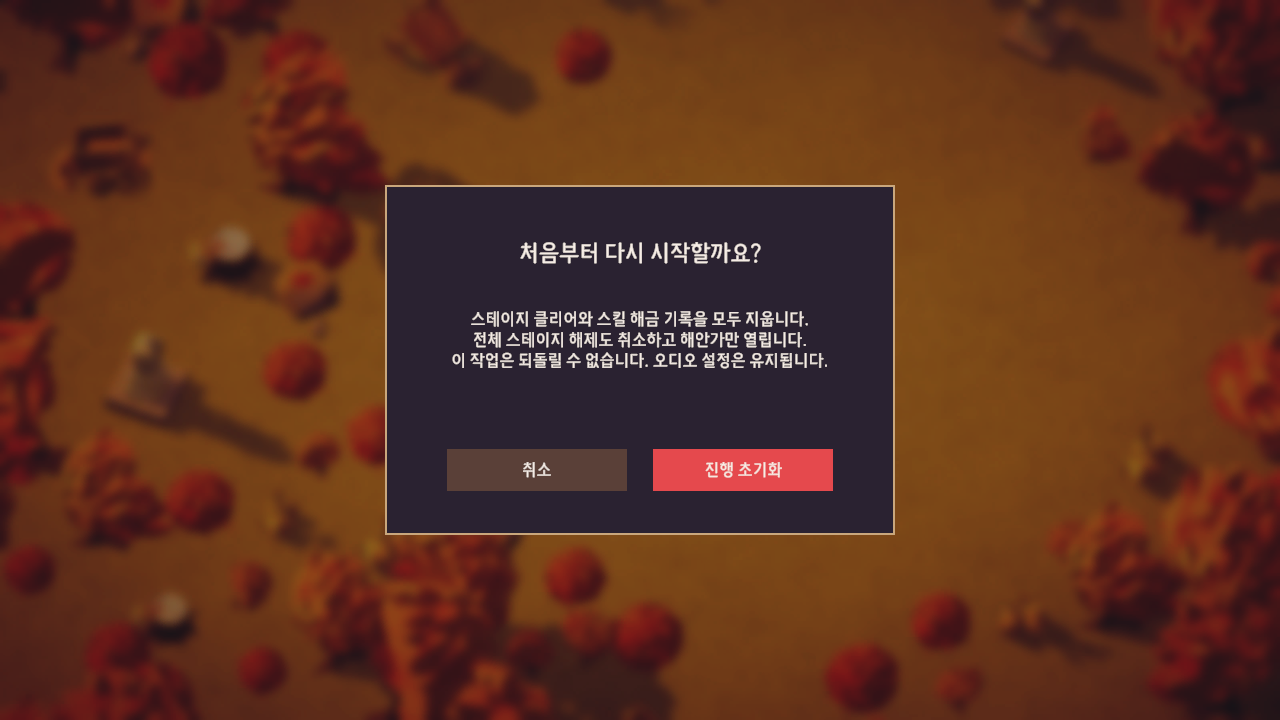 처음부터 다시 시작할까요?
스테이지 클리어와 스킬 해금 기록을 모두 지웁니다.
전체 스테이지 해제도 취소하고 해안가만 열립니다.
이 작업은 되돌릴 수 없습니다. 오디오 설정은 유지됩니다.
취소
진행 초기화